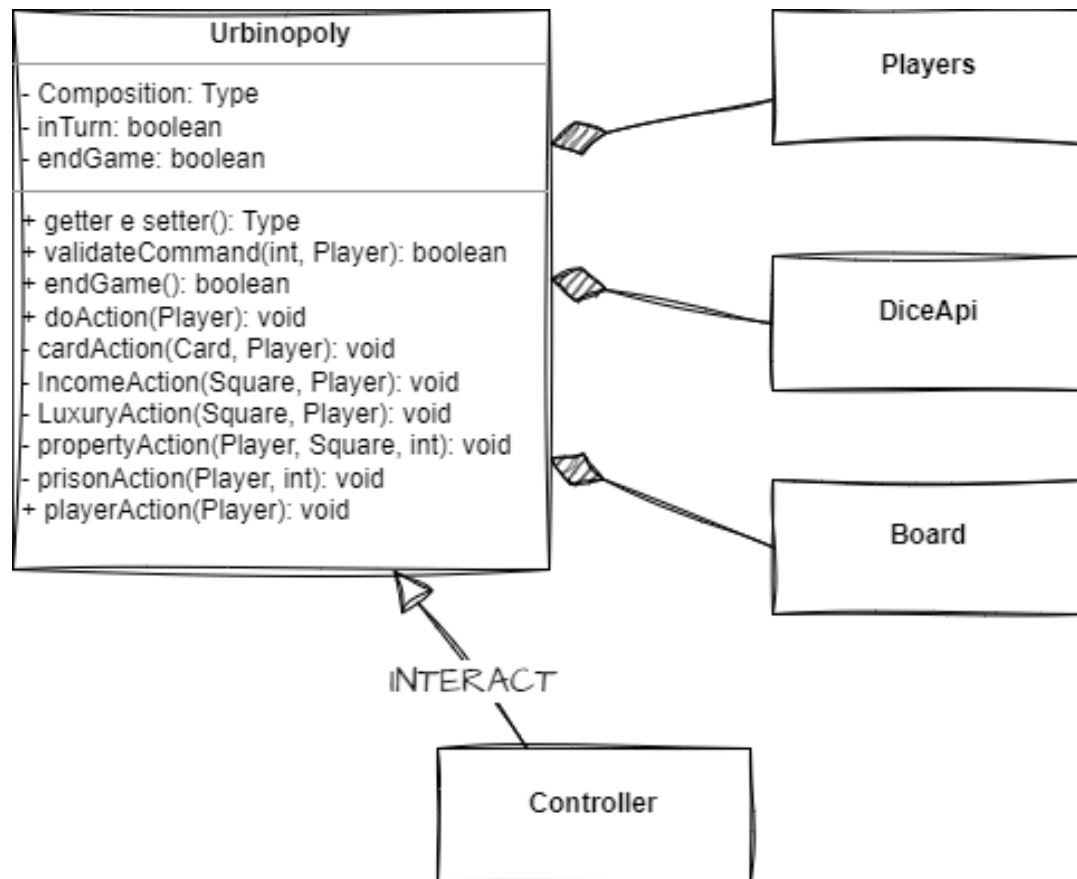 Urbinopoly
- Composition: Type
- inTurn: boolean
- endGame: boolean
+ getter e setter(): Type
+ validateCommand(int, Player): boolean
+ endGame(): boolean
+ doAction(Player): void
- cardAction(Card, Player): void
- IncomeAction(Square, Player): void
- LuxuryAction(Square, Player): void
- propertyAction(Player, Square, int): void
- prisonAction(Player, int): void
+ playerAction(Player): void
Players
DiceApi
Board
INTERACT
Controller